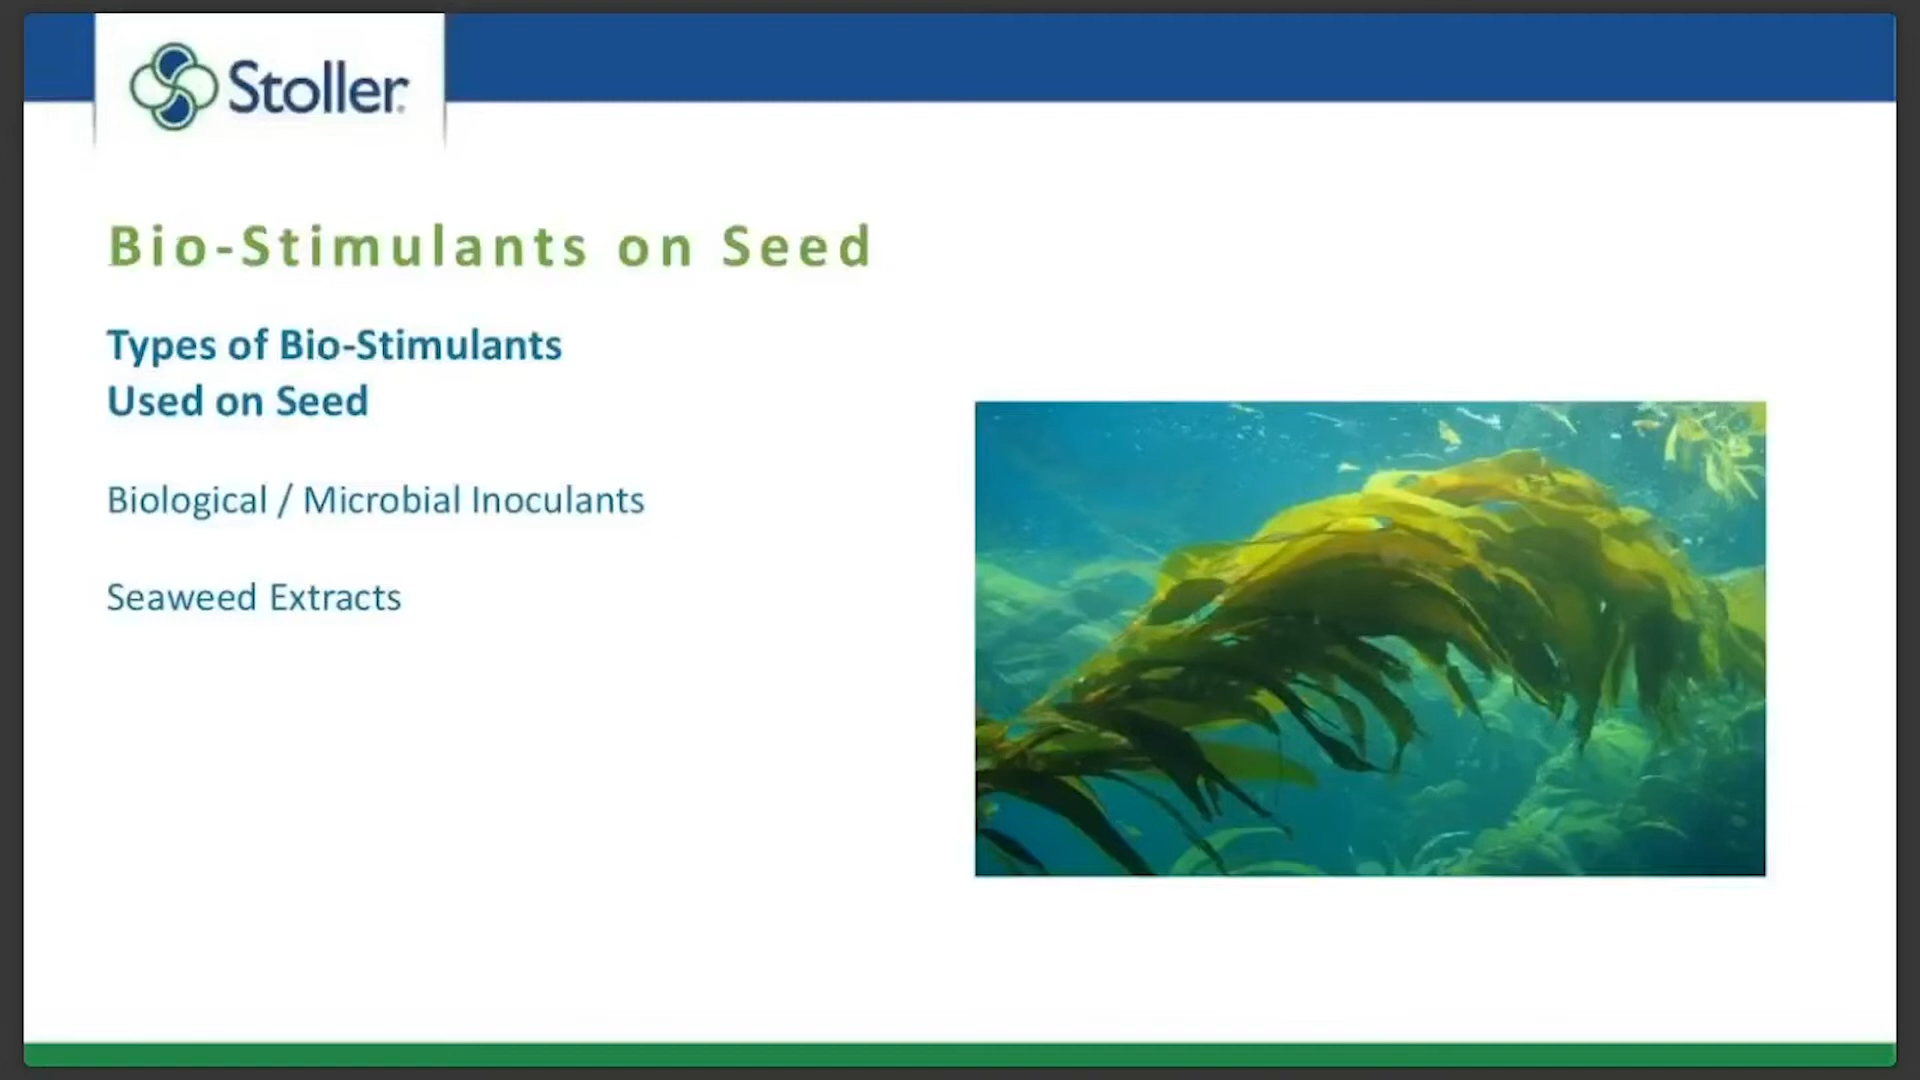 Stoller
Bio-Stimulants on Seed
Types of Bio-Stimulants
Used on Seed
Biological / Microbial Inoculants
Seaweed Extracts